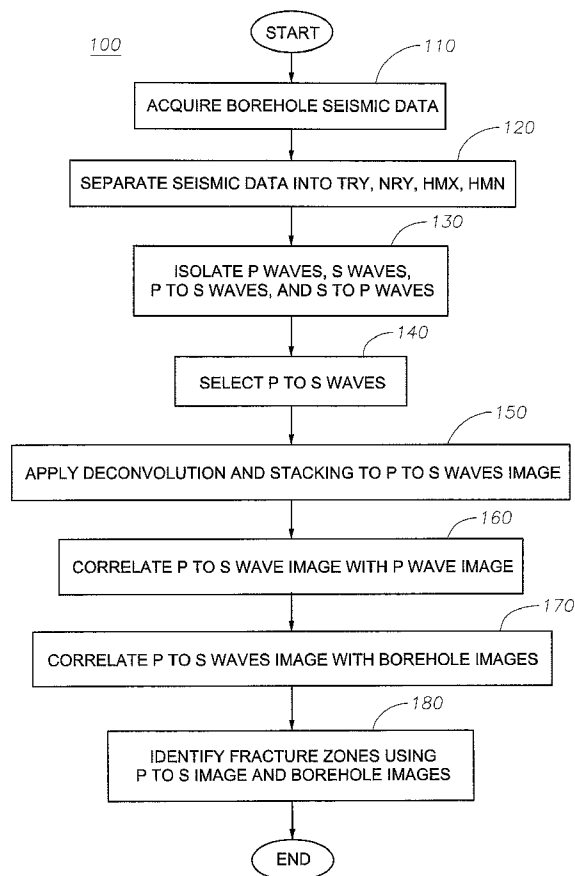 START
100
110
ACQUIRE BOREHOLE SEISMIC DATA
120
SEPARATE SEISMIC DATA INTO TRY, NRY, HMX, HMN
130
ISOLATE P WAVES, S WAVES,
P TO S WAVES, AND S TO P WAVES
140
SELECT P TO S WAVES
150
APPLY DECONVOLUTION AND STACKING TO P TO S WAVES IMAGE
160
CORRELATE P TO S WAVE IMAGE WITH P WAVE IMAGE
170
CORRELATE P TO S WAVES IMAGE WITH BOREHOLE IMAGES
180
IDENTIFY FRACTURE ZONES USING
P TO S IMAGE AND BOREHOLE IMAGES
END